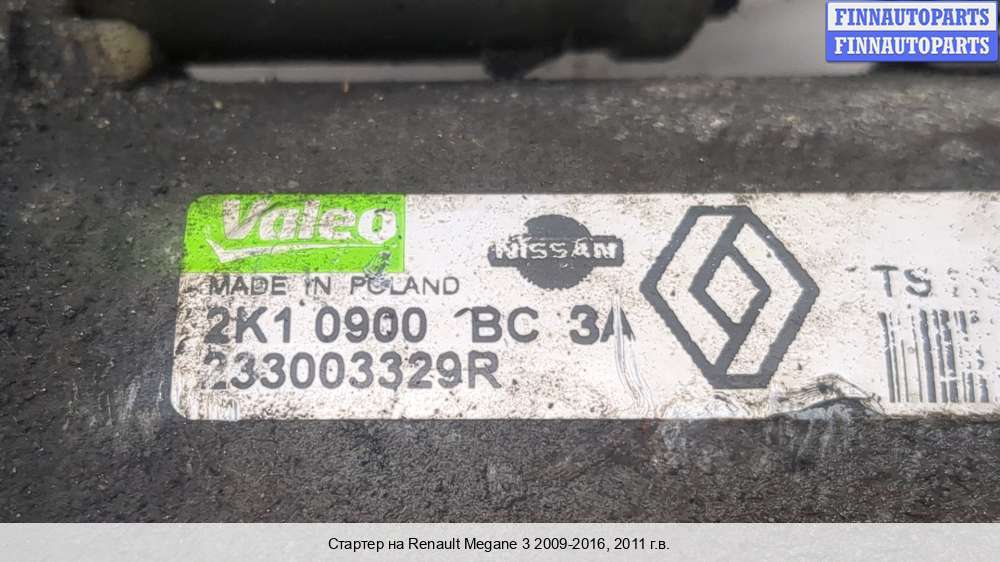 FINNAUTOPARTS
FINNAUTOPARTS
Valeo
NISSAN
MADE IN POLAND
TS
2K1 0900 BC 3A
233003329R
Стартер на Renault Megane 3 2009-2016, 2011 г.в.